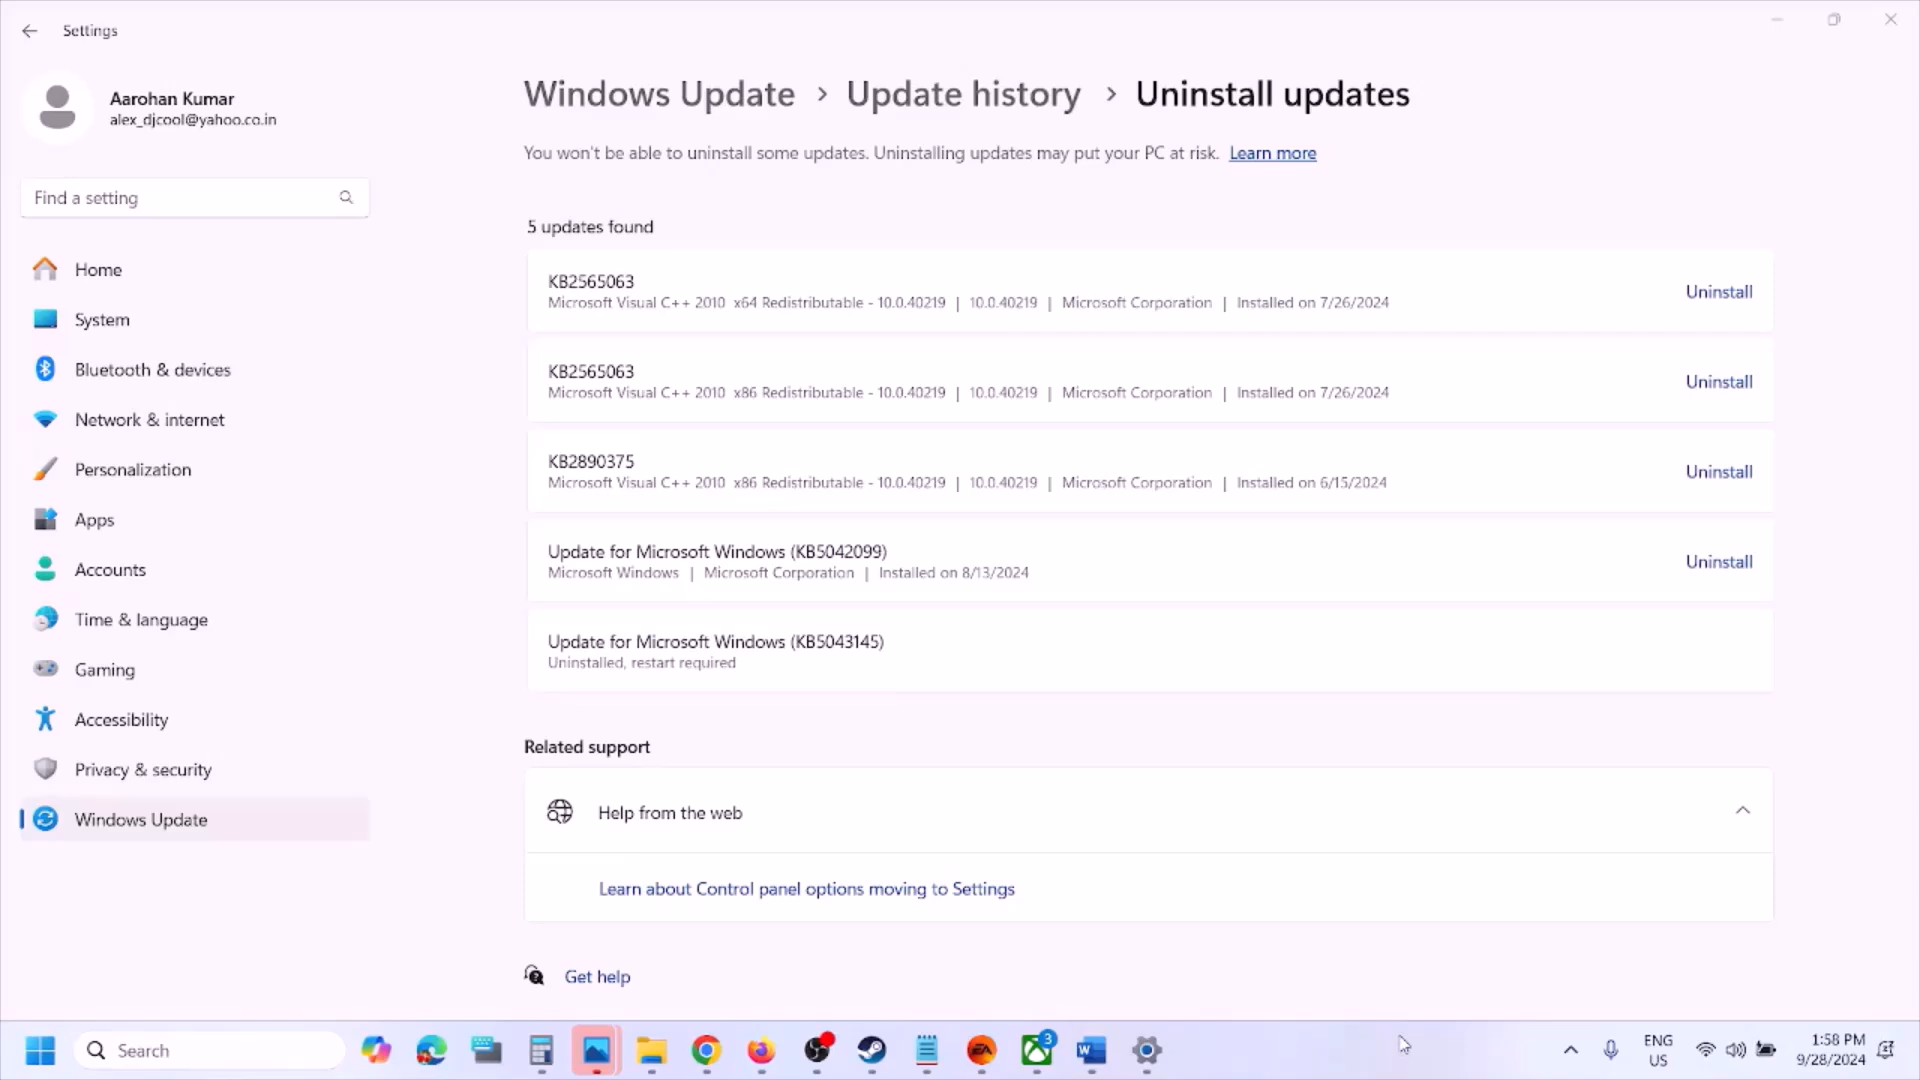 Settings
Aarohan Kumar
alex_djcool@yahoo.co.in
Find a setting
Home
System
Bluetooth & devices
Network & internet
Personalization
Apps
Accounts
Time & language
Gaming
Accessibility
Privacy & security
Windows Update
Windows Update > Update history > Uninstall updates
You won't be able to uninstall some updates. Uninstalling updates may put your PC at risk. Learn more
5 updates found
KB2565063
Microsoft Visual C++ 2010 x64 Redistributable - 10.0.40219 | 10.0.40219 | Microsoft Corporation | Installed on 7/26/2024
Uninstall
KB2565063
Microsoft Visual C++ 2010 x86 Redistributable - 10.0.40219 | 10.0.40219 | Microsoft Corporation | Installed on 7/26/2024
Uninstall
KB2890375
Microsoft Visual C++ 2010 x86 Redistributable - 10.0.40219 | 10.0.40219 | Microsoft Corporation | Installed on 6/15/2024
Uninstall
Update for Microsoft Windows (KB5042099)
Microsoft Windows | Microsoft Corporation | Installed on 8/13/2024
Uninstall
Update for Microsoft Windows (KB5043145)
Uninstalled, restart required
Related support
Help from the web
Learn about Control panel options moving to Settings
Get help
Search
EA
3
W
ENG
US
1:58 PM
9/28/2024